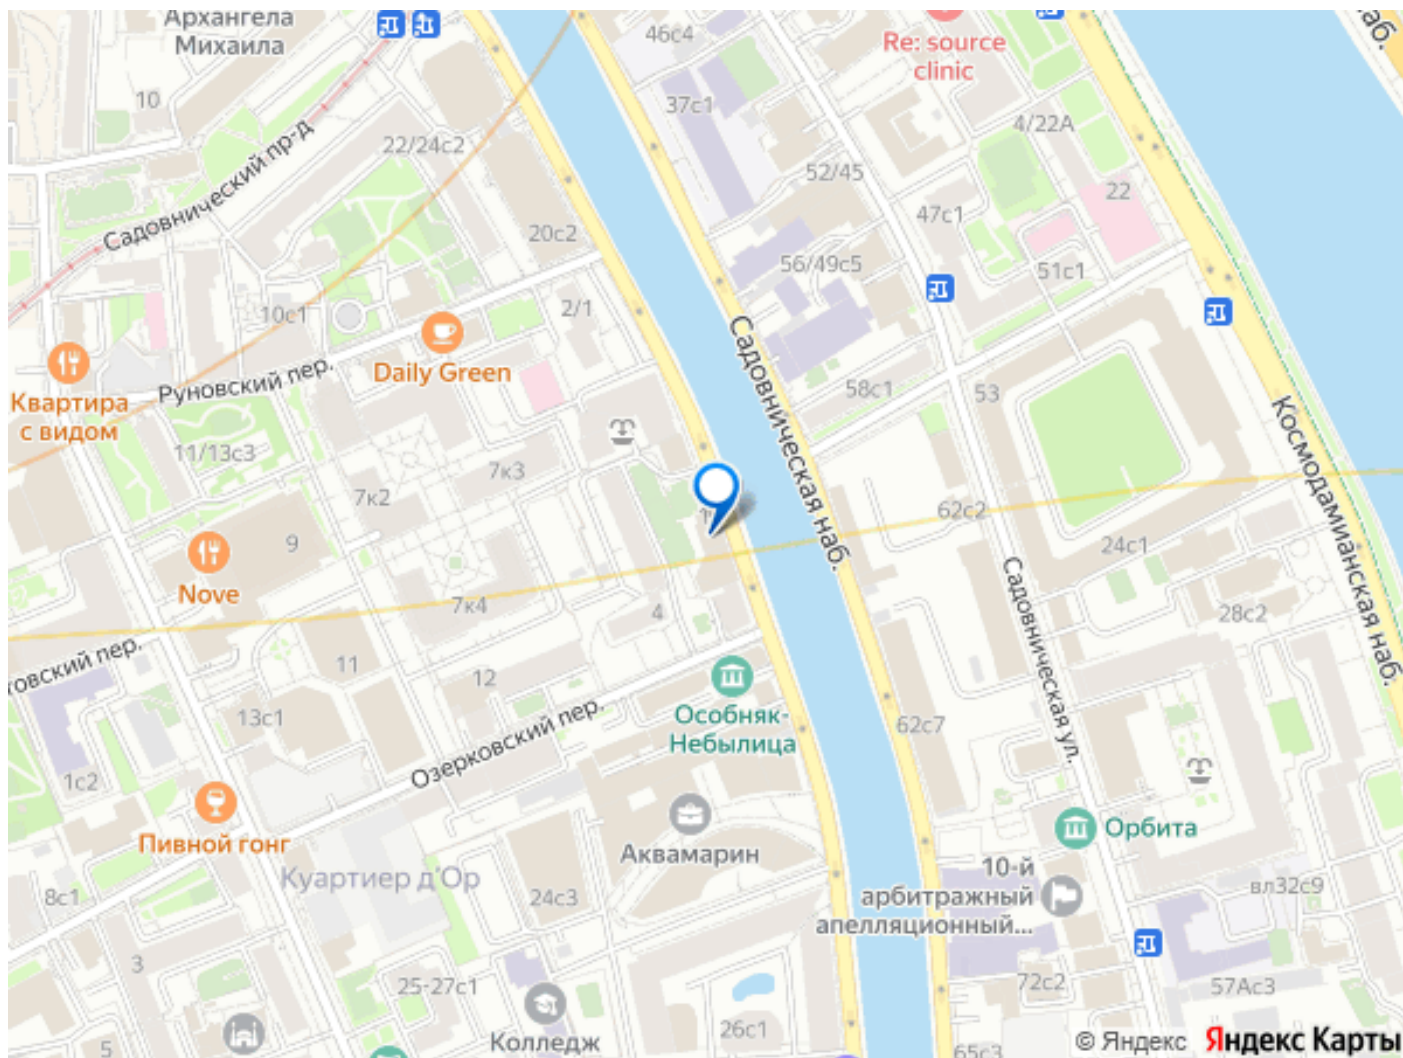 Архангела
Михаила
46с4
Re: source
clinic
наб.
10
37с1
4/22А
Садовнический пр-д
22/24с2
52/45
22
47с1
20с2
56/49с5
51с1
10с1
2/1
Садовническая наб.
Daily Green
Руновский пер.
Квартира
с видом
58с1
53
Космодамианская наб.
11/13с3
7к3
7к2
62с2
9
24с1
Nove
7к4
4
28с2
Садовническая ул.
товский пер.
11
12
13с1
Особняк-
Небылица
62с7
Озерковский пер.
1с2
Пивной гонг
Аквамарин
Орбита
Куартиер д'Ор
10-й
арбитражный
апелляционный...
8с1
24с3
вл32с9
3
25-27с1
72с2
57Ас3
26с1
5
Колледж
65с3
© Яндекс Яндекс Карты